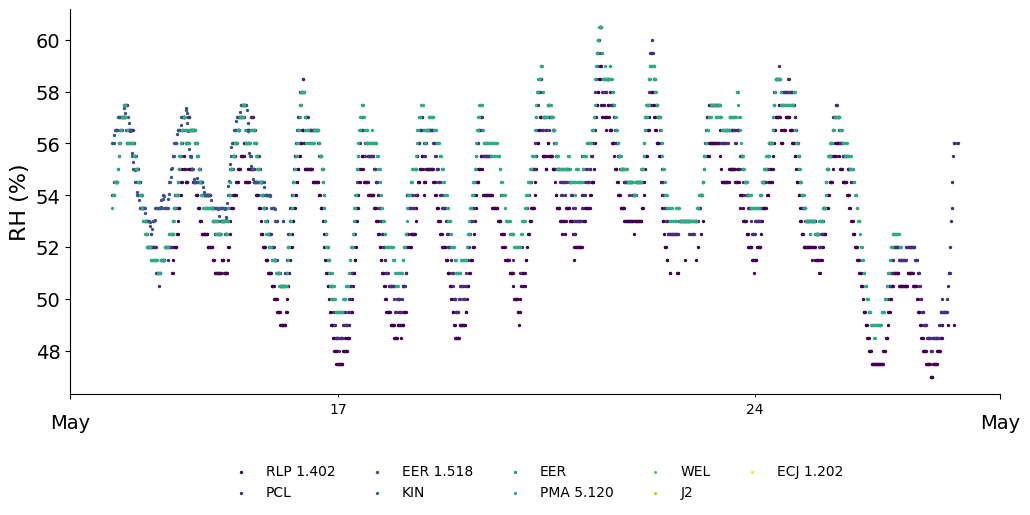 RH (%)
60
58
56
54
52
50
48
17
24
May
May
RLP 1.402
EER 1.518
EER
WEL
ECJ 1.202
PCL
KIN
PMA 5.120
J2